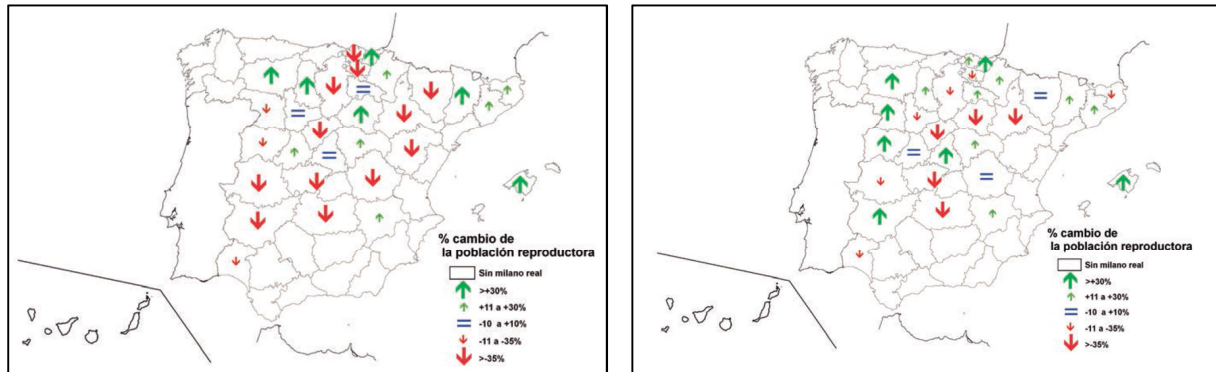 % cambio de
la población reproductora
Sin milano real
>+30%
+11 a +30%
-10 a +10%
-11 a -35%
>-35%
% cambio de
la población reproductora
Sin milano real
>+30%
+11 a +30%
-10 a +10%
-11 a -35%
>-35%